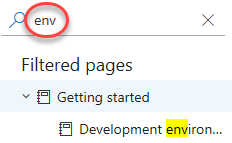 env
Filtered pages
Getting started
Development environ...